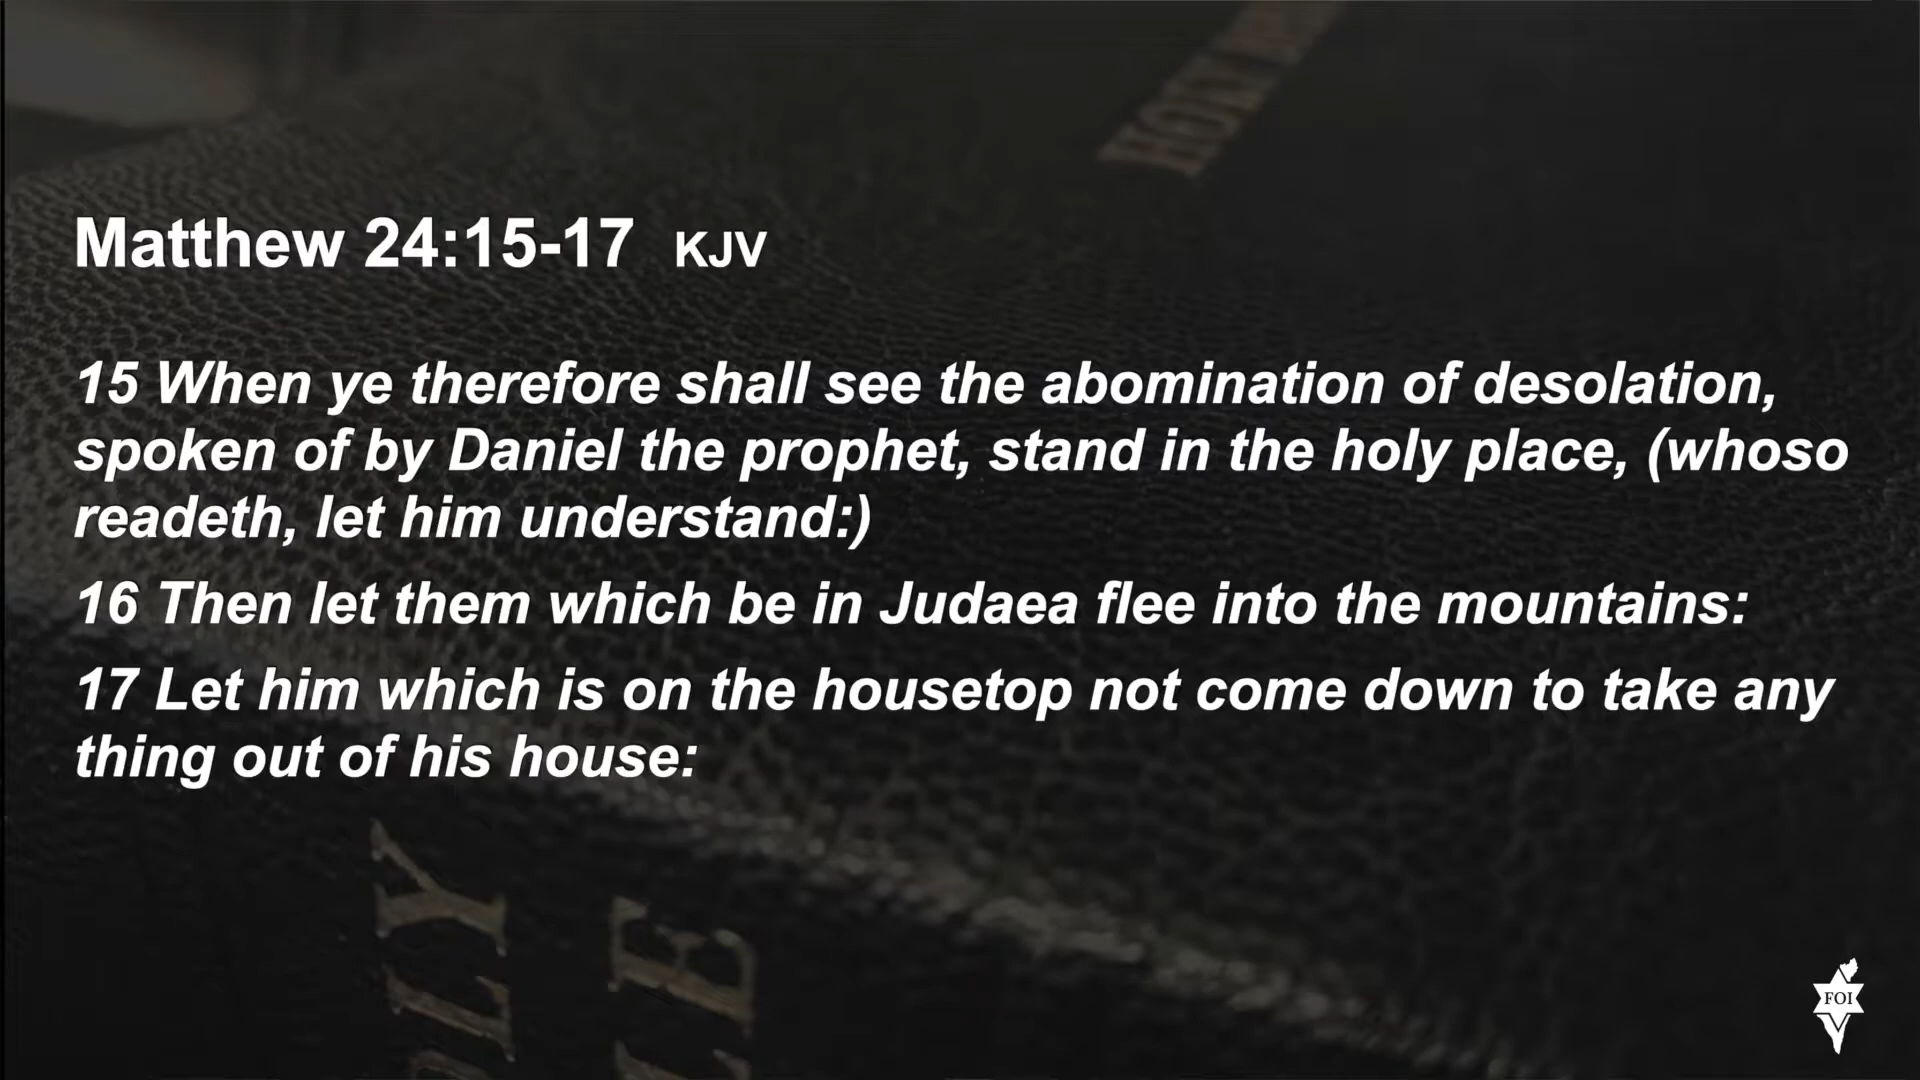 HOLY
Matthew 24:15-17 KJV
15 When ye therefore shall see the abomination of desolation,
spoken of by Daniel the prophet, stand in the holy place, (whoso
readeth, let him understand:)
16 Then let them which be in Judaea flee into the mountains:
17 Let him which is on the housetop not come down to take any
thing out of his house:
FOI